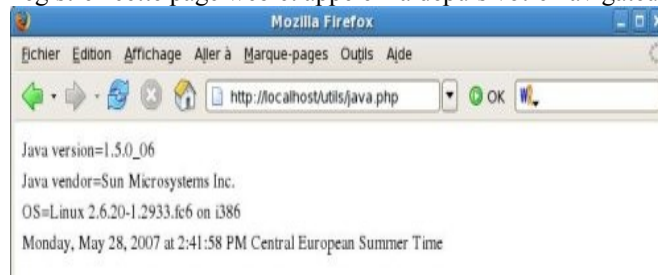 Mozilla Firefox
Fichier Edition Affichage Aller à Marque-pages Outils Aide
http://localhost/utils/java.php OK
Java version=1.5.0_06
Java vendor=Sun Microsystems Inc.
OS=Linux 2.6.20-1.2933.fc6 on i386
Monday, May 28, 2007 at 2:41:58 PM Central European Summer Time